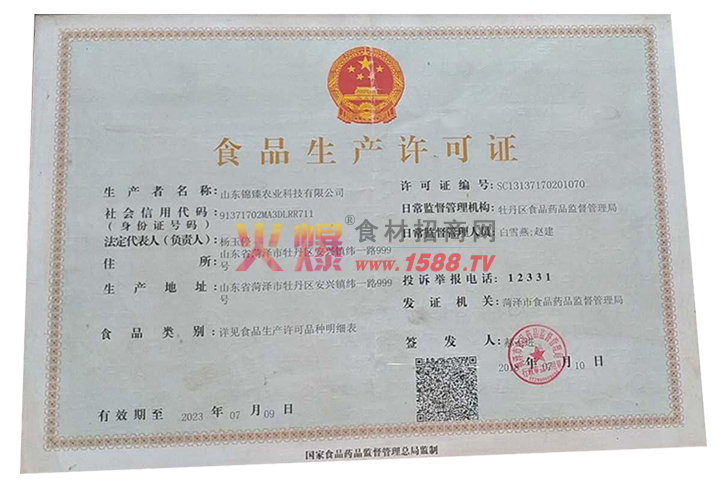 食品生产许可证
生产者名称: 山东锦臻农业科技有限公司
社会信用代码: 91371702MA3DLRR711
(身份证号码)
法定代表人(负责人): 杨玉停
住所: 山东省菏泽市牡丹区安兴镇纬一路999
号
生产地址: 山东省菏泽市牡丹区安兴镇纬一路999
号
食品类别: 详见食品生产许可品种明细表
有效期至 2023 年 07 月 09 日
许可证编号: SC13137170201070
日常监督管理机构: 牡丹区食品药品监督管理局
日常监督管理人员: 白雪燕;赵建
投诉举报电话: 12331
发证机关: 菏泽市食品药品监督管理局
签发人:
年 07 月 10 日
国家食品药品监督管理总局监制
火爆®食材招商网
www.1588.TV